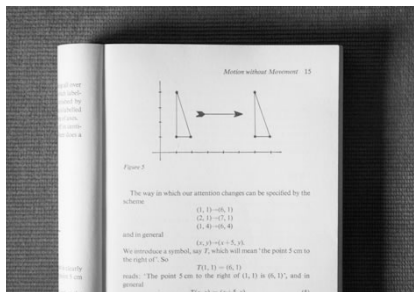 Motion without Movement 15
Figure 5
The way in which our attention changes can be specified by the
scheme
(1, 1)→(6, 1)
(2, 1)→(7, 1)
(1, 4)→(6, 4)
and in general
(x, y)→(x + 5, y).
We introduce a symbol, say T, which will mean ‘the point 5 cm to
the right of’. So
T(1, 1) = (6, 1)
reads: ‘The point 5 cm to the right of (1, 1) is (6, 1)’, and in
general